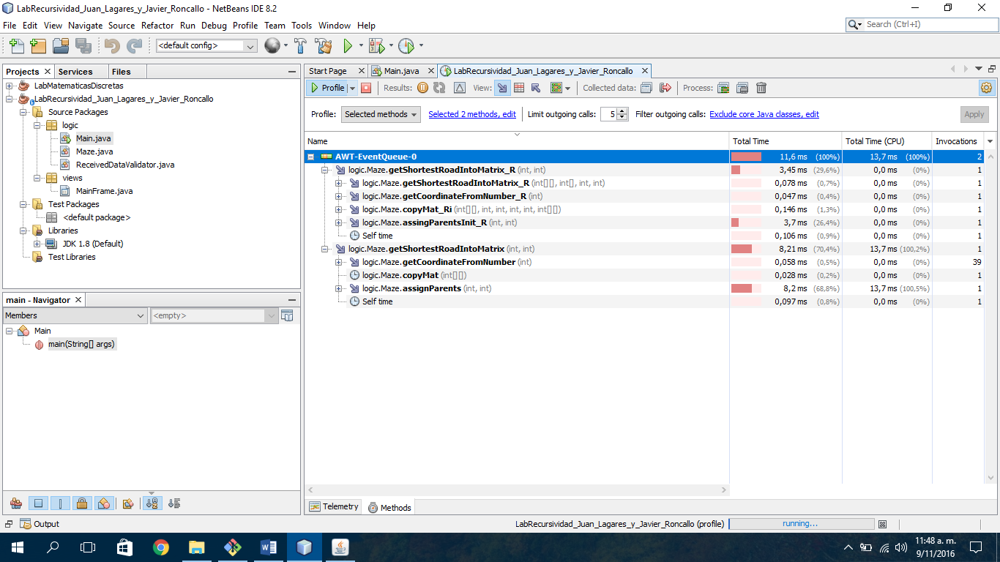 LabRecursividad_Juan_Lagares_y_Javier_Roncallo - NetBeans IDE 8.2
File Edit View Navigate Source Refactor Run Debug Profile Team Tools Window Help
Search (Ctrl+I)
<default config>
Projects Services Files
LabMatematicasDiscretas
LabRecursividad_Juan_Lagares_y_Javier_Roncallo
Source Packages
logic
Main.java
Maze.java
ReceivedDataValidator.java
views
MainFrame.java
Test Packages
<default package>
Libraries
JDK 1.8 (Default)
Test Libraries
main - Navigator
Members <empty>
Main
main(String[] args)
Start Page Main.java LabRecursividad_Juan_Lagares_y_Javier_Roncallo
Profile Results: View: Collected data: Process:
Profile: Selected methods Selected 2 methods, edit Limit outgoing calls: 5 Filter outgoing calls: Exclude core Java classes, edit Apply
Name Total Time Total Time (CPU) Invocations
AWT-EventQueue-0 11,6 ms (100%) 13,7 ms (100%) 2
logic.Maze.getShortestRoadIntoMatrix_R (int, int) 3,45 ms (29,6%) 0,0 ms (0%) 1
logic.Maze.getShortestRoadIntoMatrix_R (int[][], int[], int, int) 0,078 ms (0,7%) 0,0 ms (0%) 1
logic.Maze.getCoordinateFromNumber_R (int) 0,047 ms (0,4%) 0,0 ms (0%) 1
logic.Maze.copyMat_Ri (int[][], int, int, int, int, int[][]) 0,146 ms (1,3%) 0,0 ms (0%) 1
logic.Maze.assingParentsInit_R (int, int) 3,7 ms (26,4%) 0,0 ms (0%) 1
Self time 0,106 ms (0,9%) 0,0 ms (0%) 1
logic.Maze.getShortestRoadIntoMatrix (int, int) 8,21 ms (70,4%) 13,7 ms (100,2%) 1
logic.Maze.getCoordinateFromNumber (int) 0,058 ms (0,5%) 0,0 ms (0%) 39
logic.Maze.copyMat (int[][]) 0,028 ms (0,2%) 0,0 ms (0%) 1
logic.Maze.assignParents (int, int) 8,2 ms (68,8%) 13,7 ms (100,5%) 1
Self time 0,097 ms (0,8%) 0,0 ms (0%) 1
Telemetry Methods
Output LabRecursividad_Juan_Lagares_y_Javier_Roncallo (profile) running...
11:48 a. m.
9/11/2016